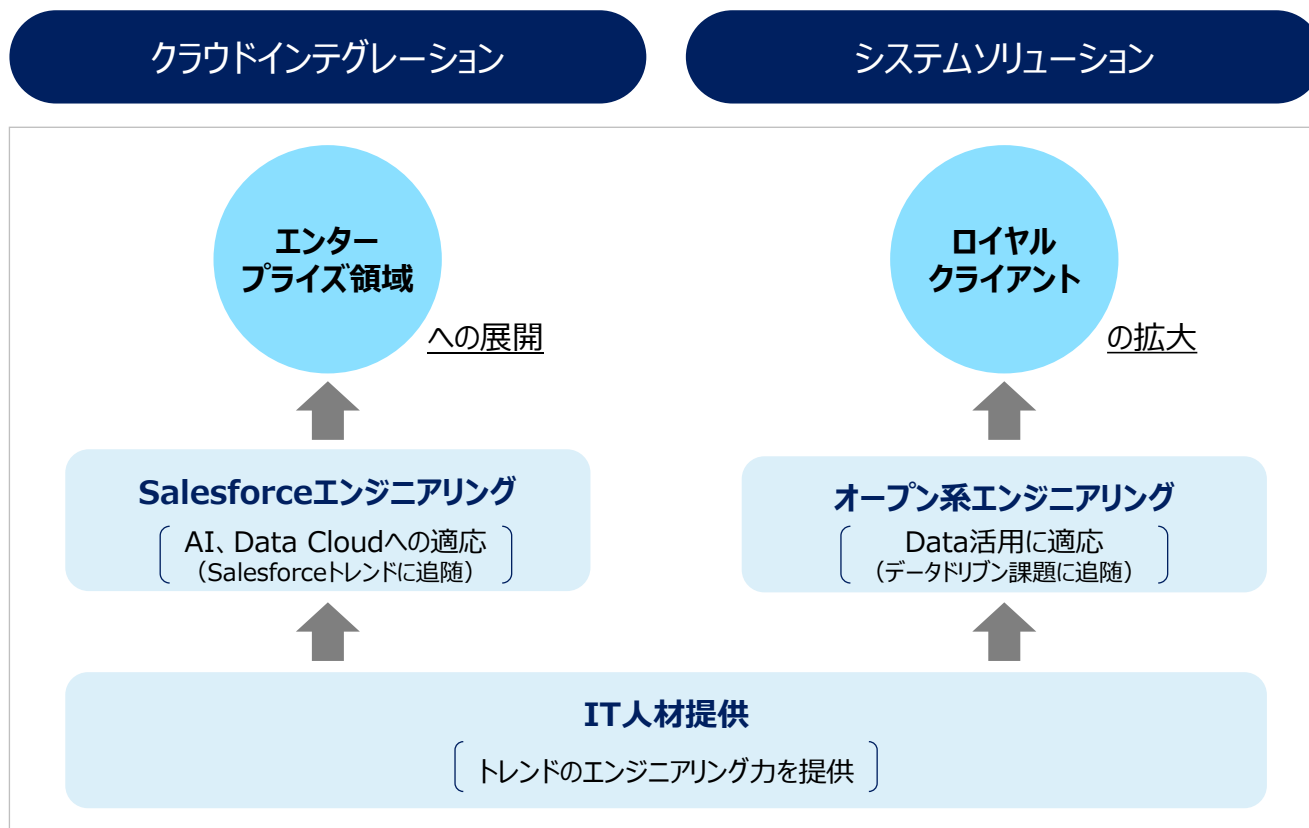 クラウドインテグレーション
システムソリューション
エンター
プライズ領域
への展開
ロイヤル
クライアント
の拡大
Salesforceエンジニアリング
AI、Data Cloudへの適応
（Salesforceトレンドに追随）
オープン系エンジニアリング
Data活用に適応
（データドリブン課題に追随）
IT人材提供
トレンドのエンジニアリング力を提供